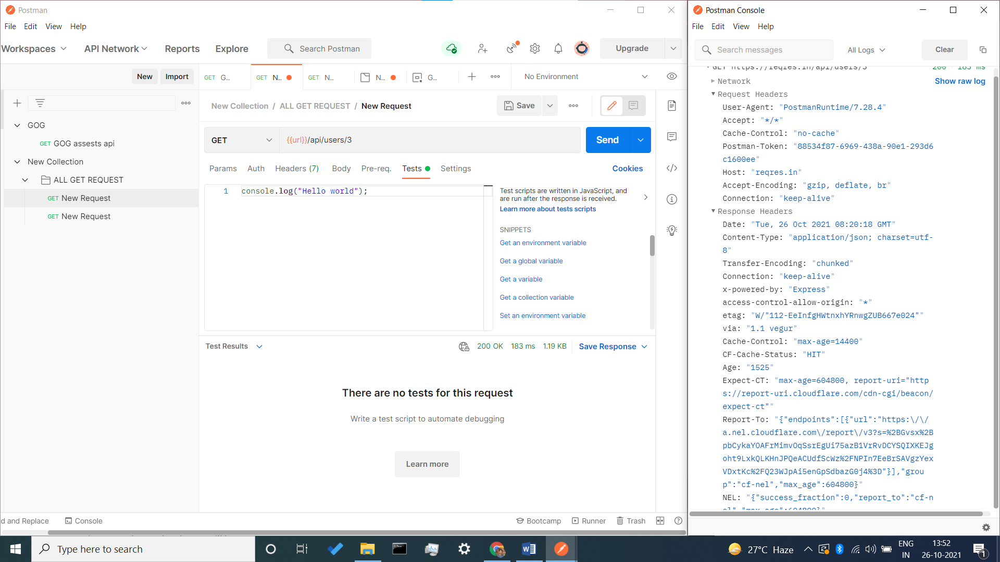 Postman
File Edit View Help
Workspaces API Network Reports Explore Search Postman Upgrade
New Import
GET G.. GET N.. GET N.. N.. G.. No Environment
GOG
GET GOG assests api
New Collection
ALL GET REQUEST
GET New Request
GET New Request
New Collection / ALL GET REQUEST / New Request Save
GET {{url}}/api/users/3 Send
Params Auth Headers (7) Body Pre-req. Tests Settings Cookies
1 console.log("Hello world");
Test scripts are written in JavaScript, and
are run after the response is received.
Learn more about tests scripts
SNIPPETS
Get an environment variable
Get a global variable
Get a variable
Get a collection variable
Set an environment variable
Test Results 200 OK 183 ms 1.19 KB Save Response
There are no tests for this request
Write a test script to automate debugging
Learn more
d and Replace Console Bootcamp Runner Trash
Postman Console
File Edit View Help
Search messages All Logs Clear
GET https://reqres.in/api/users/3 200 183 ms
Network Show raw log
Request Headers
User-Agent: "PostmanRuntime/7.28.4"
Accept: "*/*"
Cache-Control: "no-cache"
Postman-Token: "88534f87-6969-438a-90e1-293d6
c1600ee"
Host: "reqres.in"
Accept-Encoding: "gzip, deflate, br"
Connection: "keep-alive"
Response Headers
Date: "Tue, 26 Oct 2021 08:20:18 GMT"
Content-Type: "application/json; charset=utf-
8"
Transfer-Encoding: "chunked"
Connection: "keep-alive"
x-powered-by: "Express"
access-control-allow-origin: "*"
etag: "W/"112-EeInfgHWtnxhYRnwgZUB667e024""
via: "1.1 vegur"
Cache-Control: "max-age=14400"
CF-Cache-Status: "HIT"
Age: "1525"
Expect-CT: "max-age=604800, report-uri="http
s://report-uri.cloudflare.com/cdn-cgi/beacon/
expect-ct""
Report-To: "{"endpoints":[{"url":"https:\/\/
a.nel.cloudflare.com\/report\/v3?s=%2BGvsx%2B
pbCykaYOAFrMimvOqSsrEgUi75azB1VrRvDCYSQIXKEJg
oht9LxkQLKHnJPQeACUdfScWz%2FNPIn7EeBrSAVgzYex
VDxtKc%2FQ23WJpAi5enGpSdbazG0j4%3D"}],"grou
p":"cf-nel","max_age":604800}"
NEL: "{"success_fraction":0,"report_to":"cf-n
el","max_age":604800}"
Type here to search 27°C Haze ENG
IN
13:52
26-10-2021
1